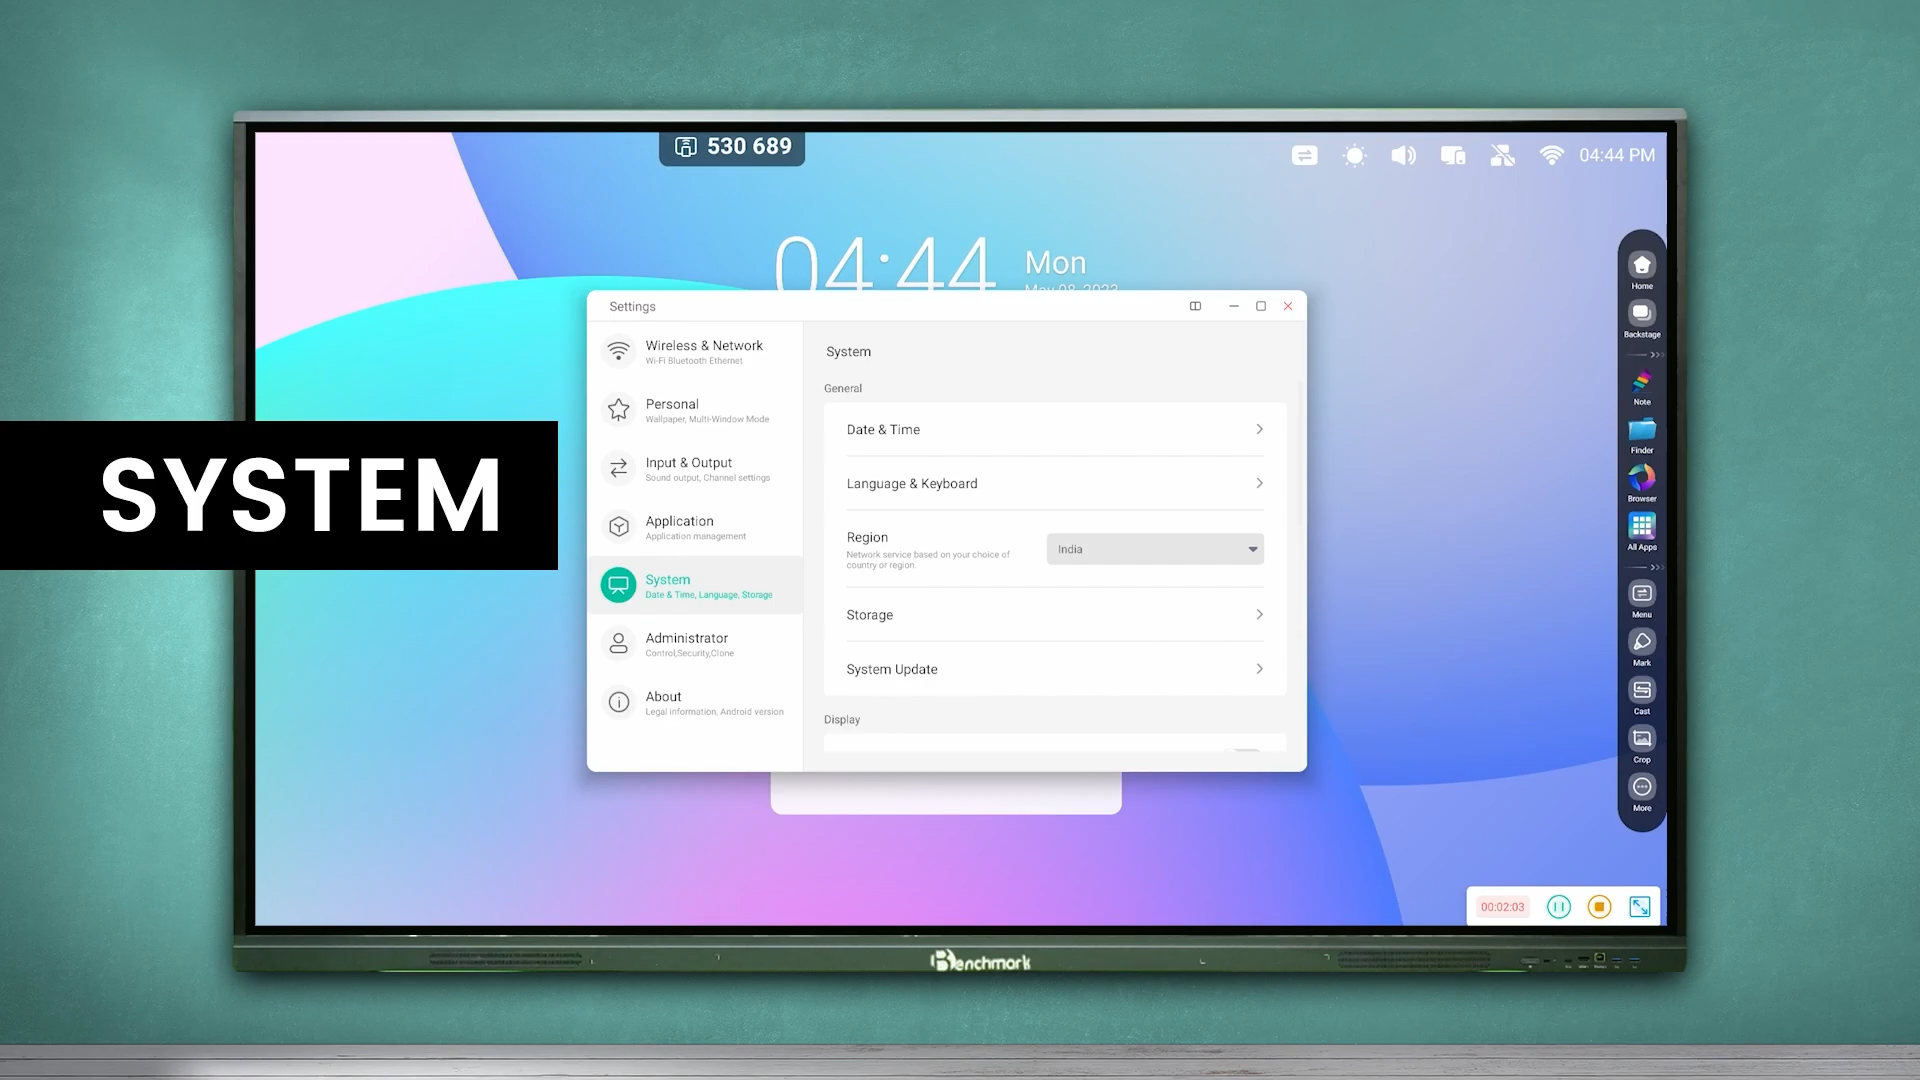 530 689
04:44 PM
04:44
Mon
May 08, 2023
Settings
Wireless & Network
Wi-Fi Bluetooth Ethernet
Personal
Wallpaper, Multi-Window Mode
Input & Output
Sound output, Channel settings
Application
Application management
System
Date & Time, Language, Storage
Administrator
Control,Security,Clone
About
Legal information, Android version
System
General
Date & Time
Language & Keyboard
Region
Network service based on your choice of
country or region.
India
Storage
System Update
Display
SYSTEM
Home
Backstage
Note
Finder
Browser
All Apps
Menu
Mark
Cast
Crop
More
00:02:03
Benchmark